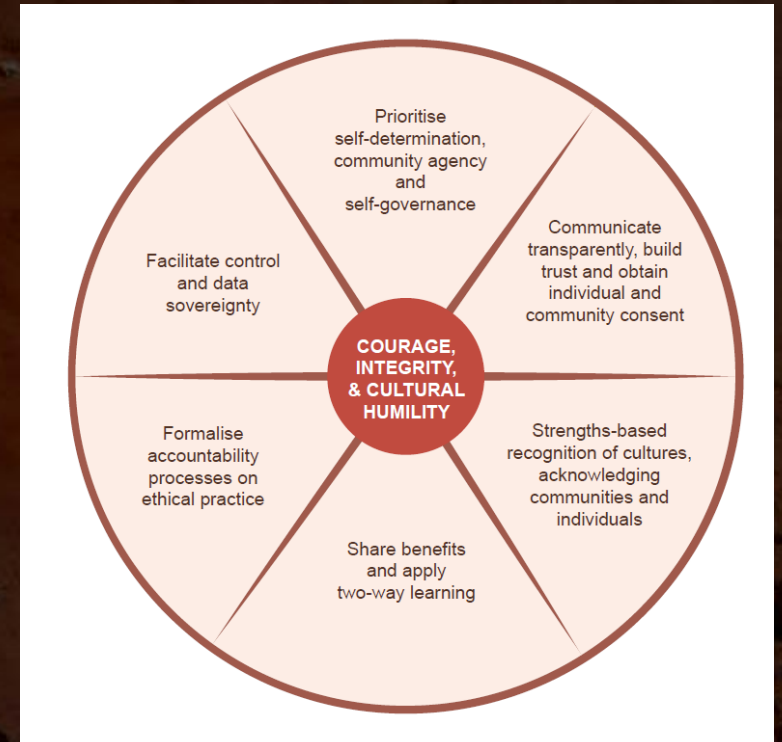 Prioritise
self-determination,
community agency
and
self-governance
Communicate
transparently, build
trust and obtain
individual and
community consent
Strengths-based
recognition of cultures,
acknowledging
communities and
individuals
Share benefits
and apply
two-way learning
Formalise
accountability
processes on
ethical practice
Facilitate control
and data
sovereignty
COURAGE,
INTEGRITY,
& CULTURAL
HUMILITY